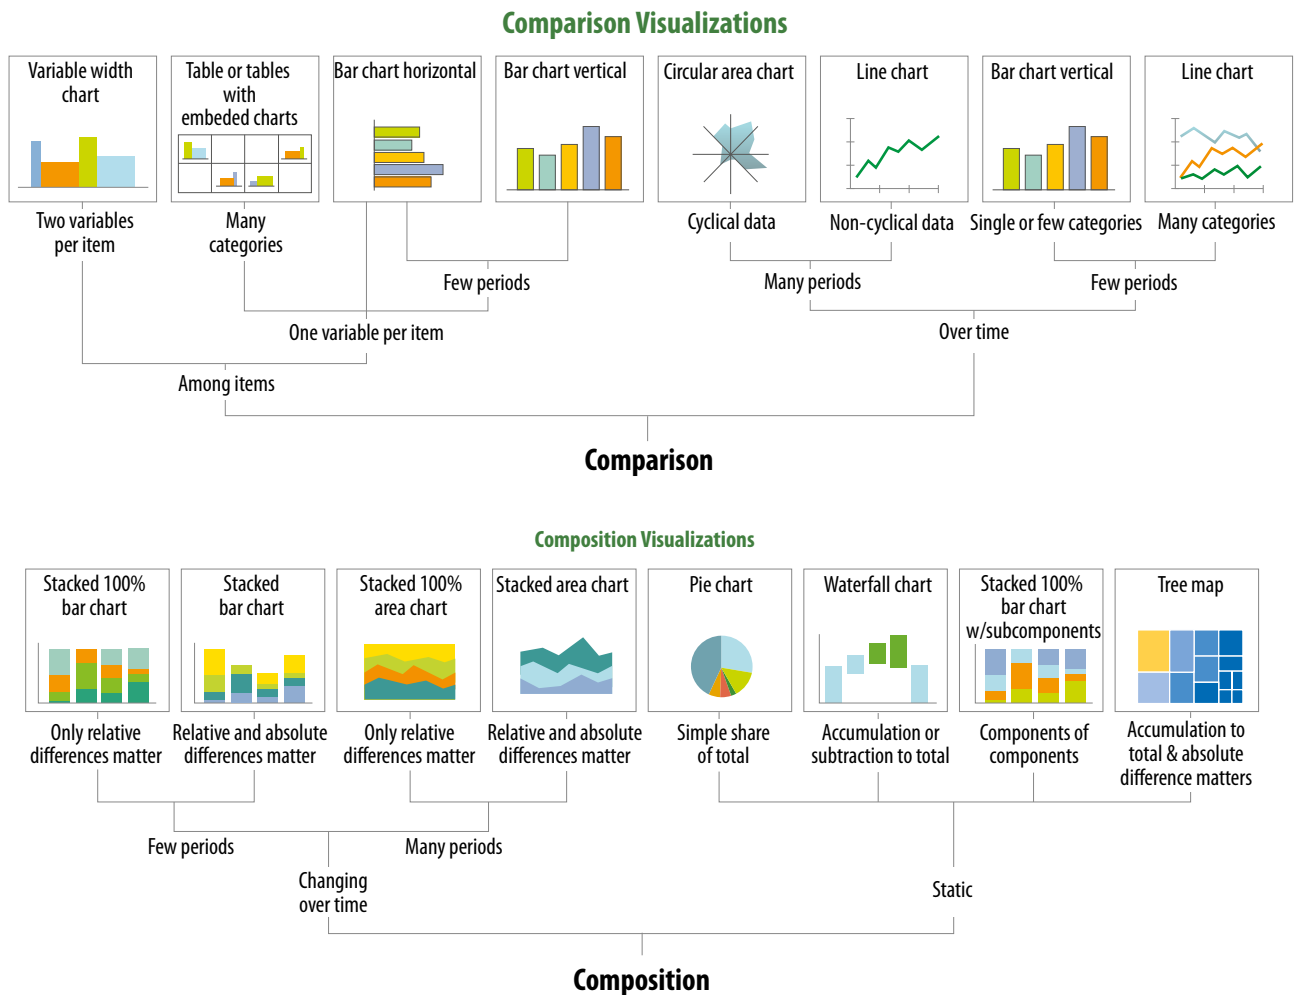 Comparison Visualizations
Variable width
chart
Table or tables
with
embeded charts
Bar chart horizontal
Bar chart vertical
Circular area chart
Line chart
Bar chart vertical
Line chart
Two variables
per item
Many
categories
Cyclical data
Non-cyclical data
Single or few categories
Many categories
Few periods
Many periods
Few periods
One variable per item
Over time
Among items
Comparison
Composition Visualizations
Stacked 100%
bar chart
Stacked
bar chart
Stacked 100%
area chart
Stacked area chart
Pie chart
Waterfall chart
Stacked 100%
bar chart
w/subcomponents
Tree map
Only relative
differences matter
Relative and absolute
differences matter
Only relative
differences matter
Relative and absolute
differences matter
Simple share
of total
Accumulation or
subtraction to total
Components of
components
Accumulation to
total & absolute
difference matters
Few periods
Many periods
Changing
over time
Static
Composition